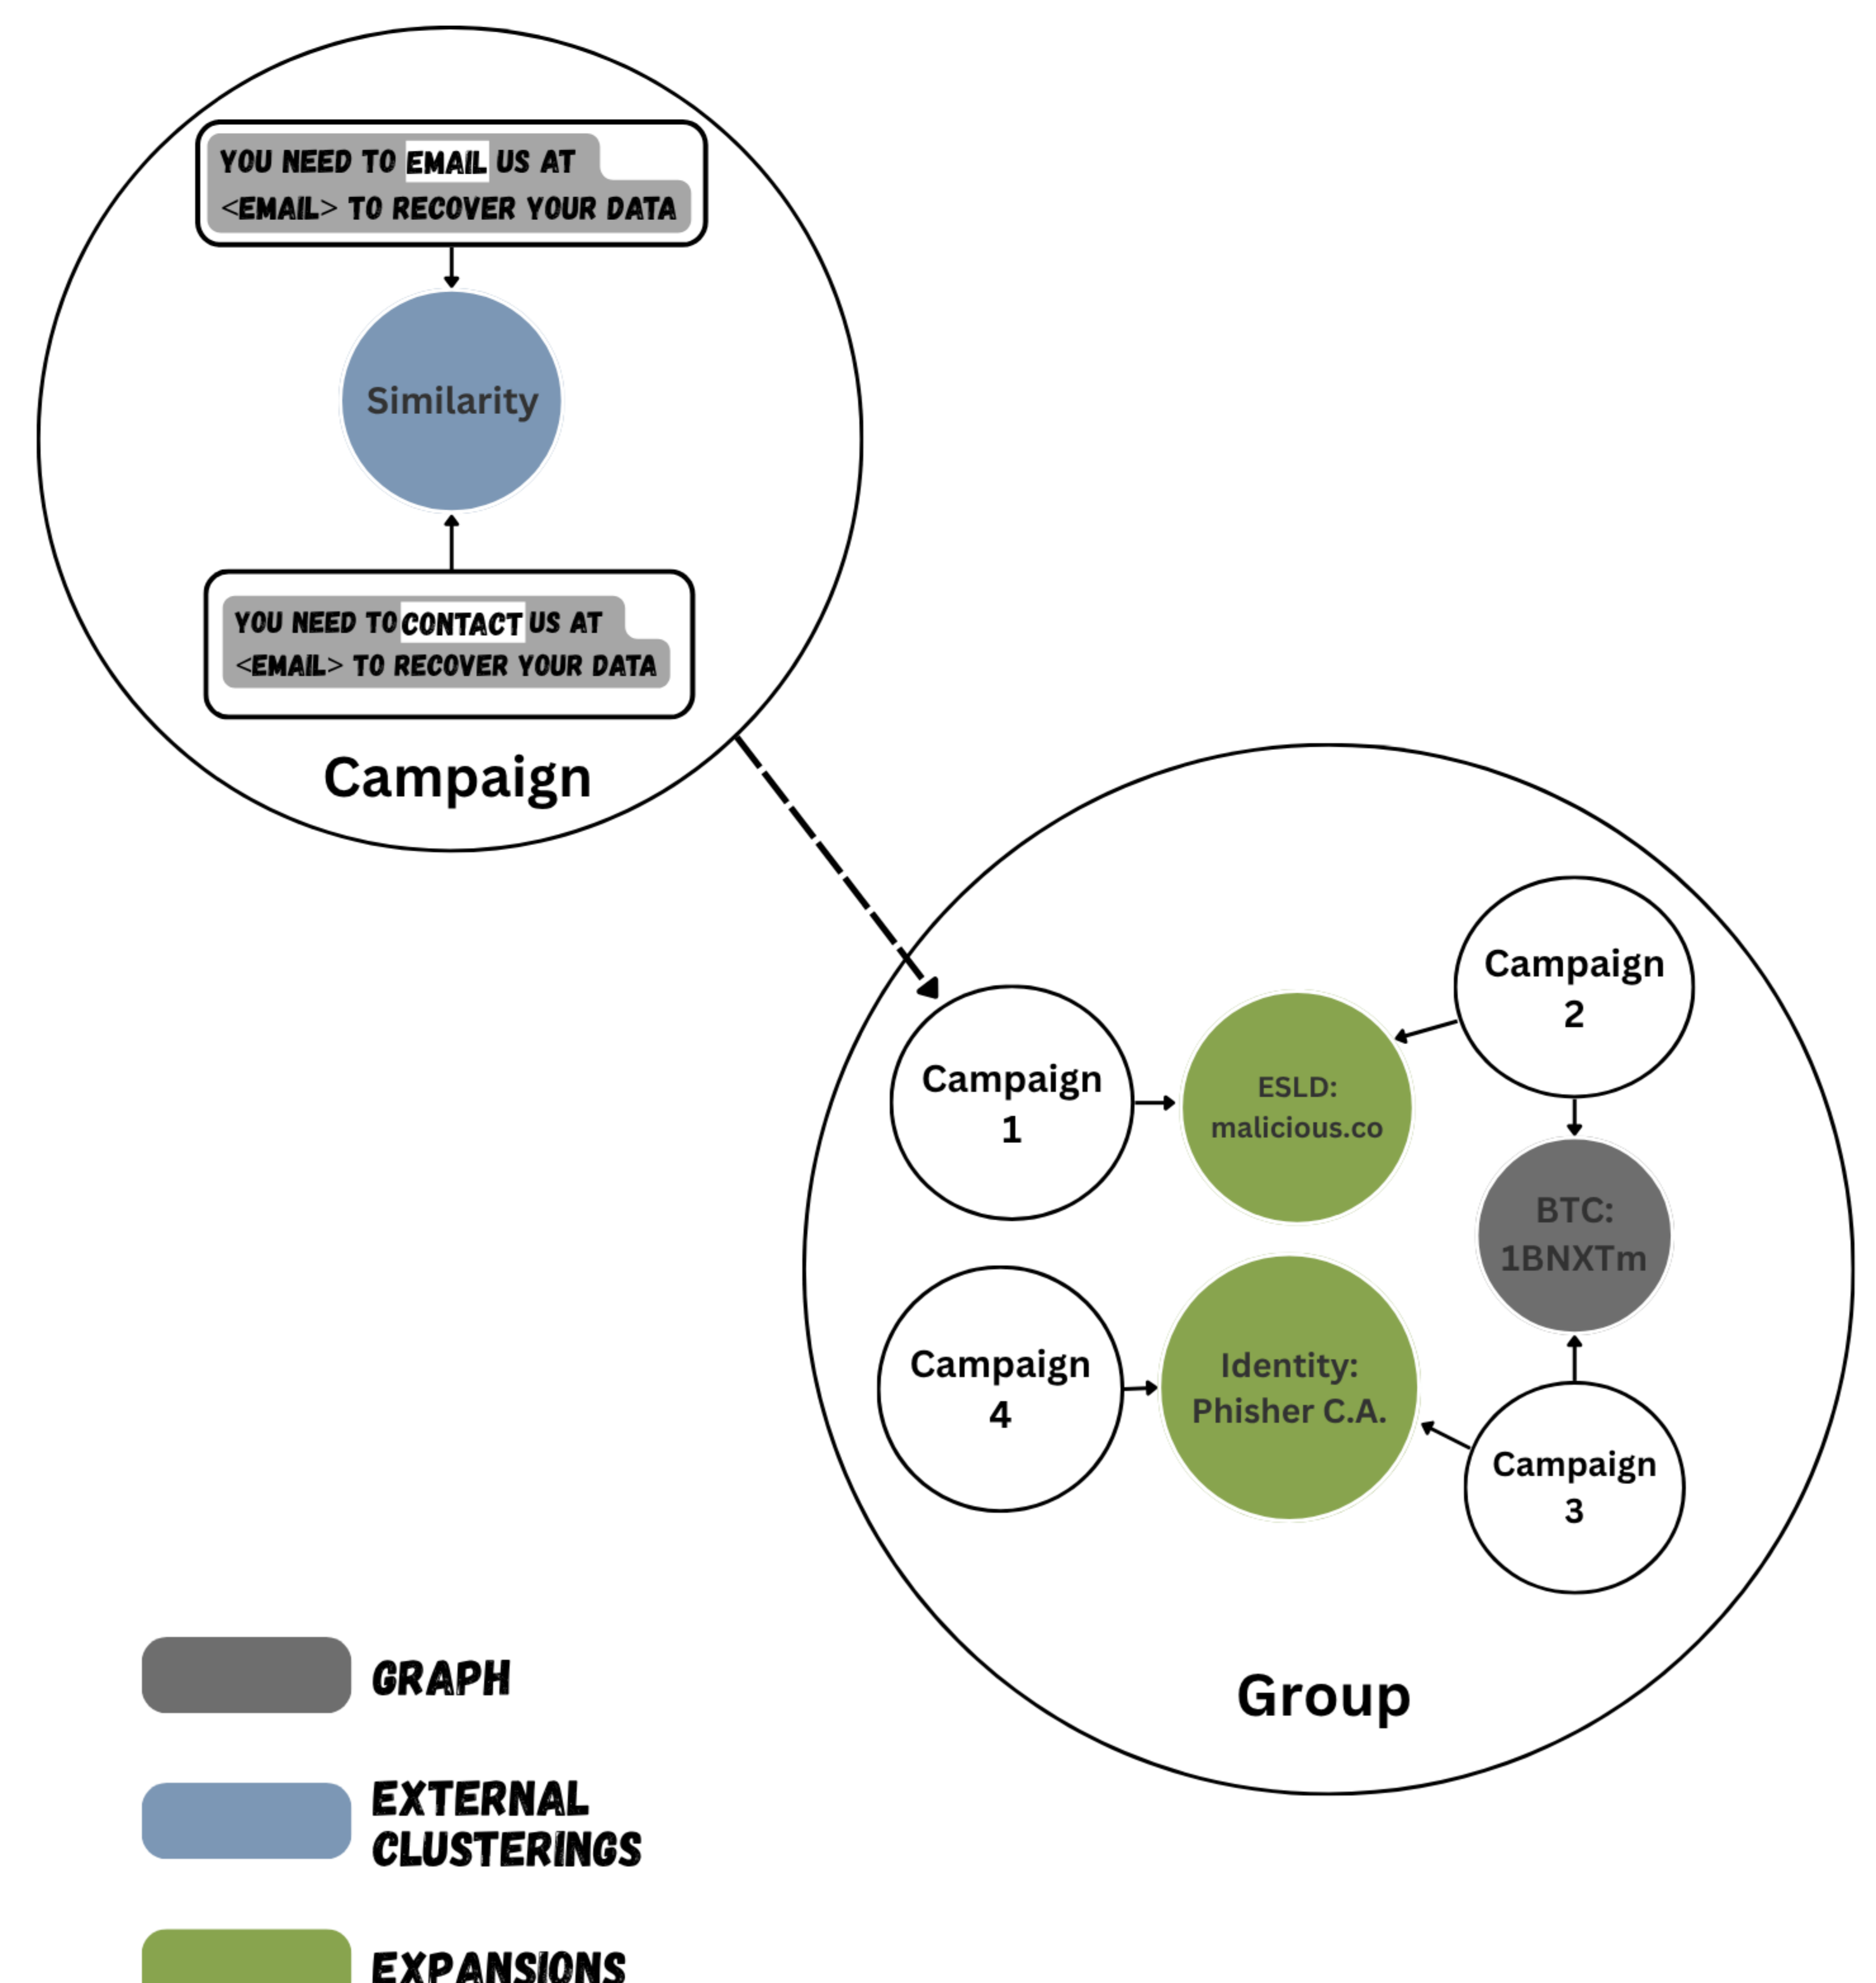 YOU NEED TO EMAIL US AT
<EMAIL> TO RECOVER YOUR DATA
Similarity
YOU NEED TO CONTACT US AT
<EMAIL> TO RECOVER YOUR DATA
Campaign
Campaign
1
ESLD:
malicious.co
Campaign
2
BTC:
1BNXTm
Campaign
4
Identity:
Phisher C.A.
Campaign
3
Group
GRAPH
EXTERNAL
CLUSTERINGS
EXPANSIONS